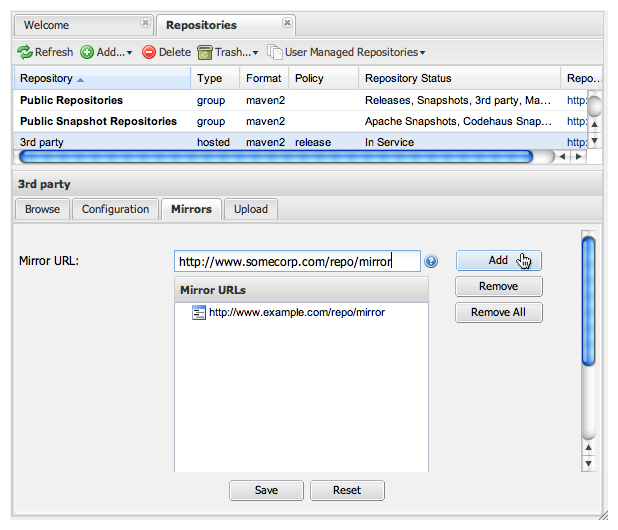 Welcome Repositories
Refresh Add... Delete Trash... User Managed Repositories
Repository Type Format Policy Repository Status Repo...
Public Repositories group maven2 Releases, Snapshots, 3rd party, Ma... http:
Public Snapshot Repositories group maven2 Apache Snapshots, Codehaus Snap... http:
3rd party hosted maven2 release In Service http:
3rd party
Browse Configuration Mirrors Upload
Mirror URL: http://www.somecorp.com/repo/mirror Add
Mirror URLs Remove
http://www.example.com/repo/mirror Remove All
Save Reset